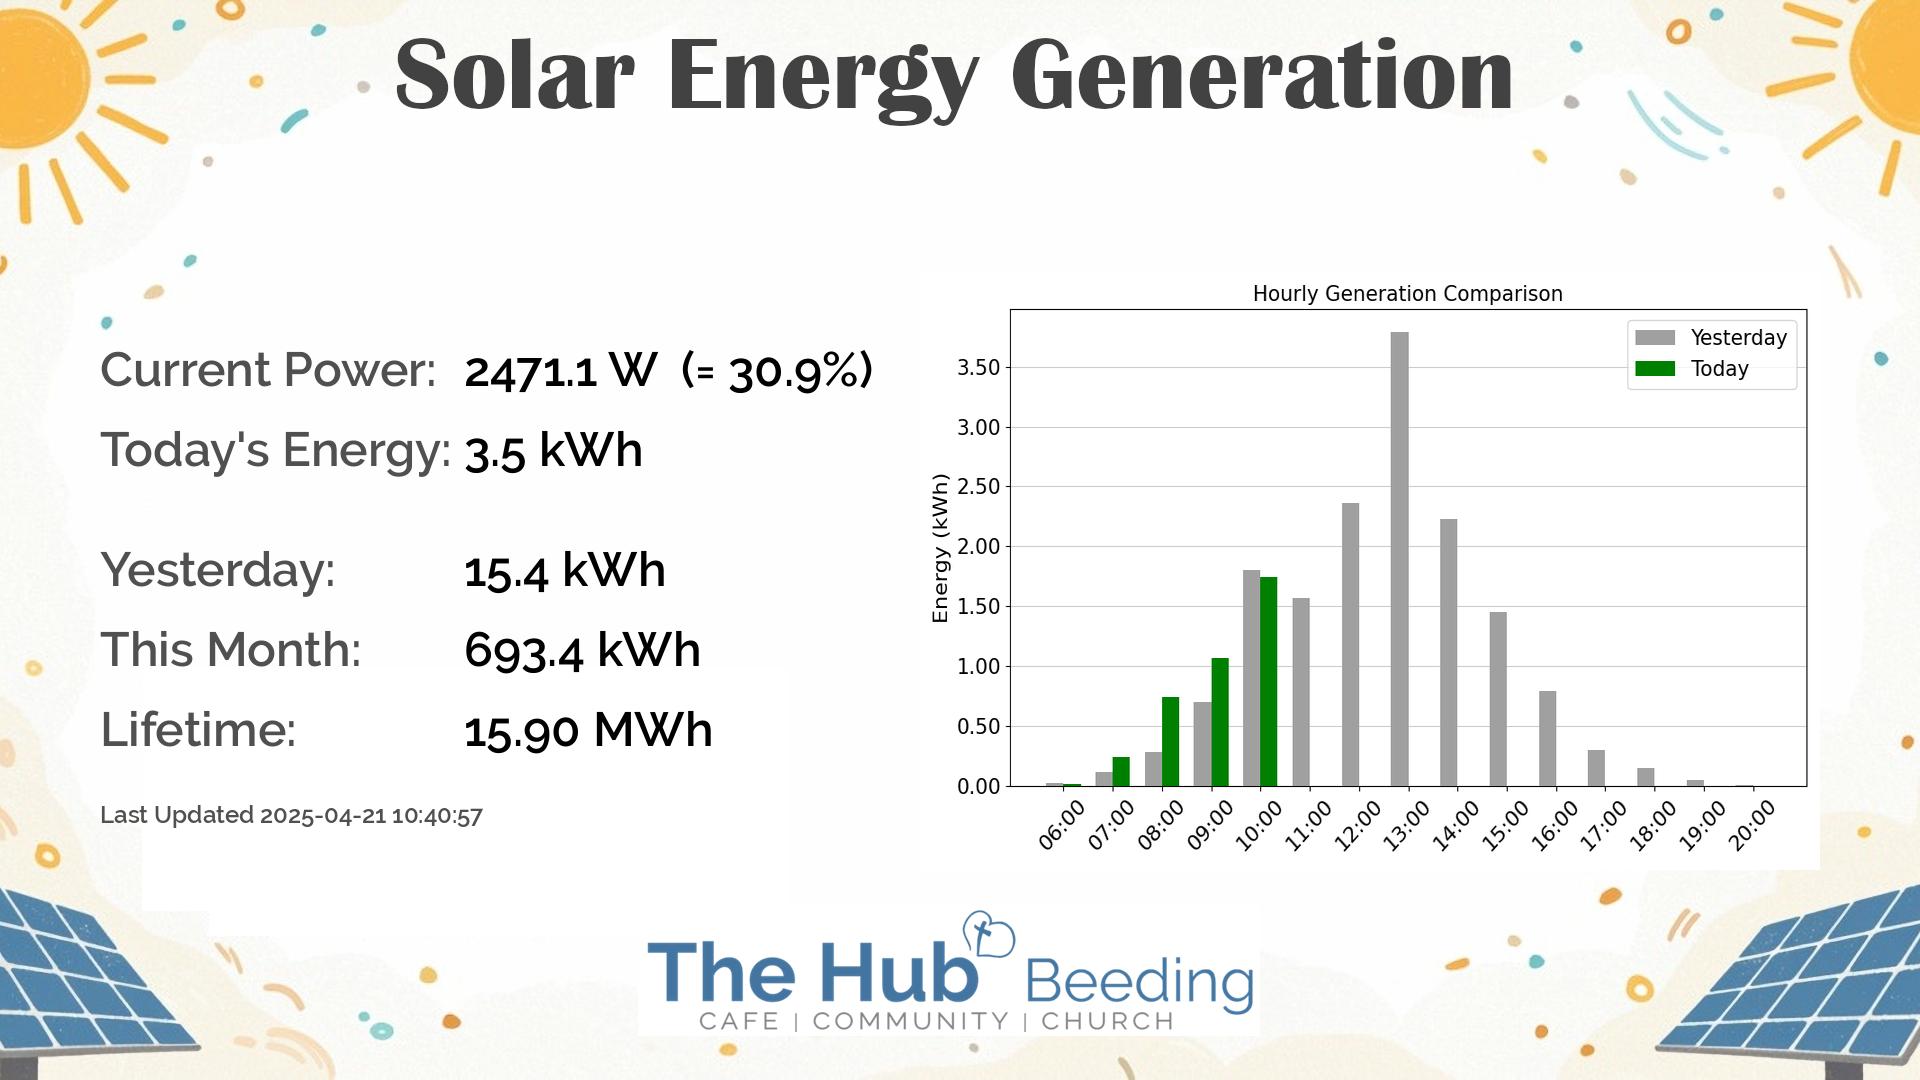 Solar Energy Generation
Current Power: 2471.1 W (= 30.9%)
Today's Energy: 3.5 kWh
Yesterday: 15.4 kWh
This Month: 693.4 kWh
Lifetime: 15.90 MWh
Last Updated 2025-04-21 10:40:57
Hourly Generation Comparison
Yesterday
Today
Energy (kWh)
3.50
3.00
2.50
2.00
1.50
1.00
0.50
0.00
06:00 07:00 08:00 09:00 10:00 11:00 12:00 13:00 14:00 15:00 16:00 17:00 18:00 19:00 20:00
The Hub Beeding
CAFE | COMMUNITY | CHURCH